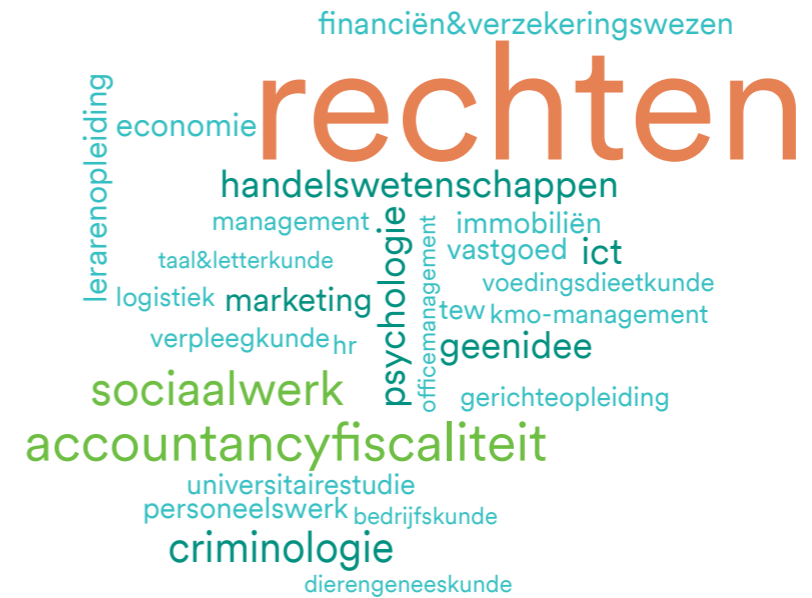 financiën&verzekeringswezen
rechten
lerarenopleiding
economie
handelswetenschappen
management
psychologie
officemanagement
immobiliën
vastgoed
ict
taal&letterkunde
voedingsdieetkunde
logistiek
marketing
tew
kmo-management
verpleegkunde
hr
geenidee
sociaalwerk
gerichteopleiding
accountancyfiscaliteit
universitairestudie
personeelswerk
bedrijfskunde
criminologie
dierengeneeskunde